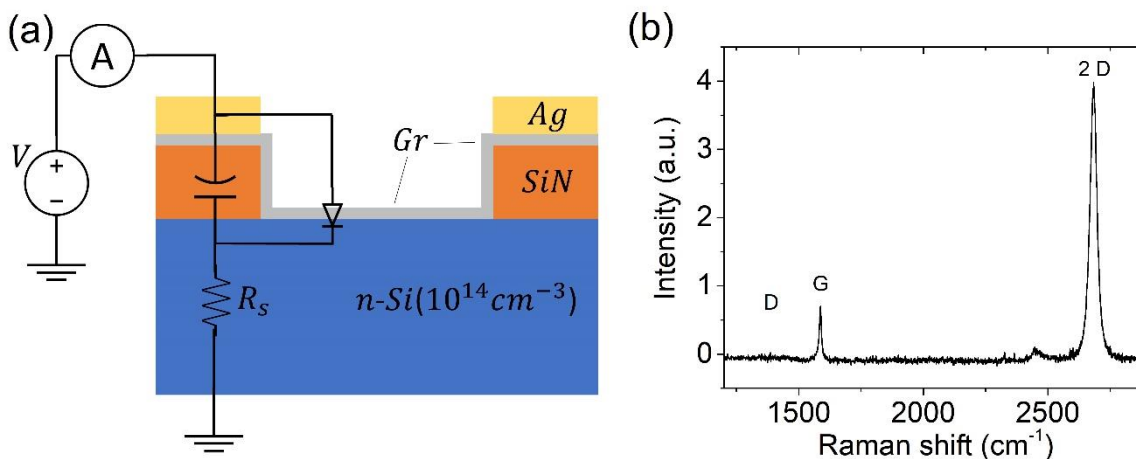 (a)
A
V
+
−
Ag
Gr
SiN
R_s
n-Si(10^{14}cm^{-3})
(b)
Intensity (a.u.)
4
3
2
1
0
D
G
2 D
1500
2000
2500
Raman shift (cm^{-1})